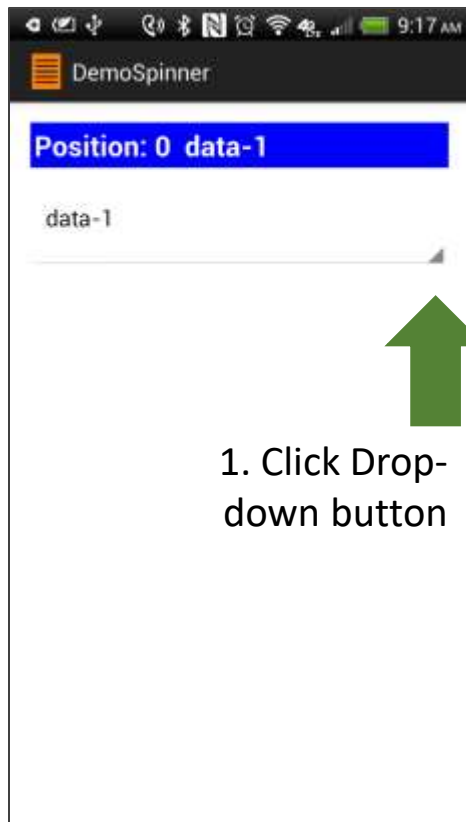 9:17 AM
DemoSpinner
Position: 0 data-1
data-1
1. Click Drop-
down button